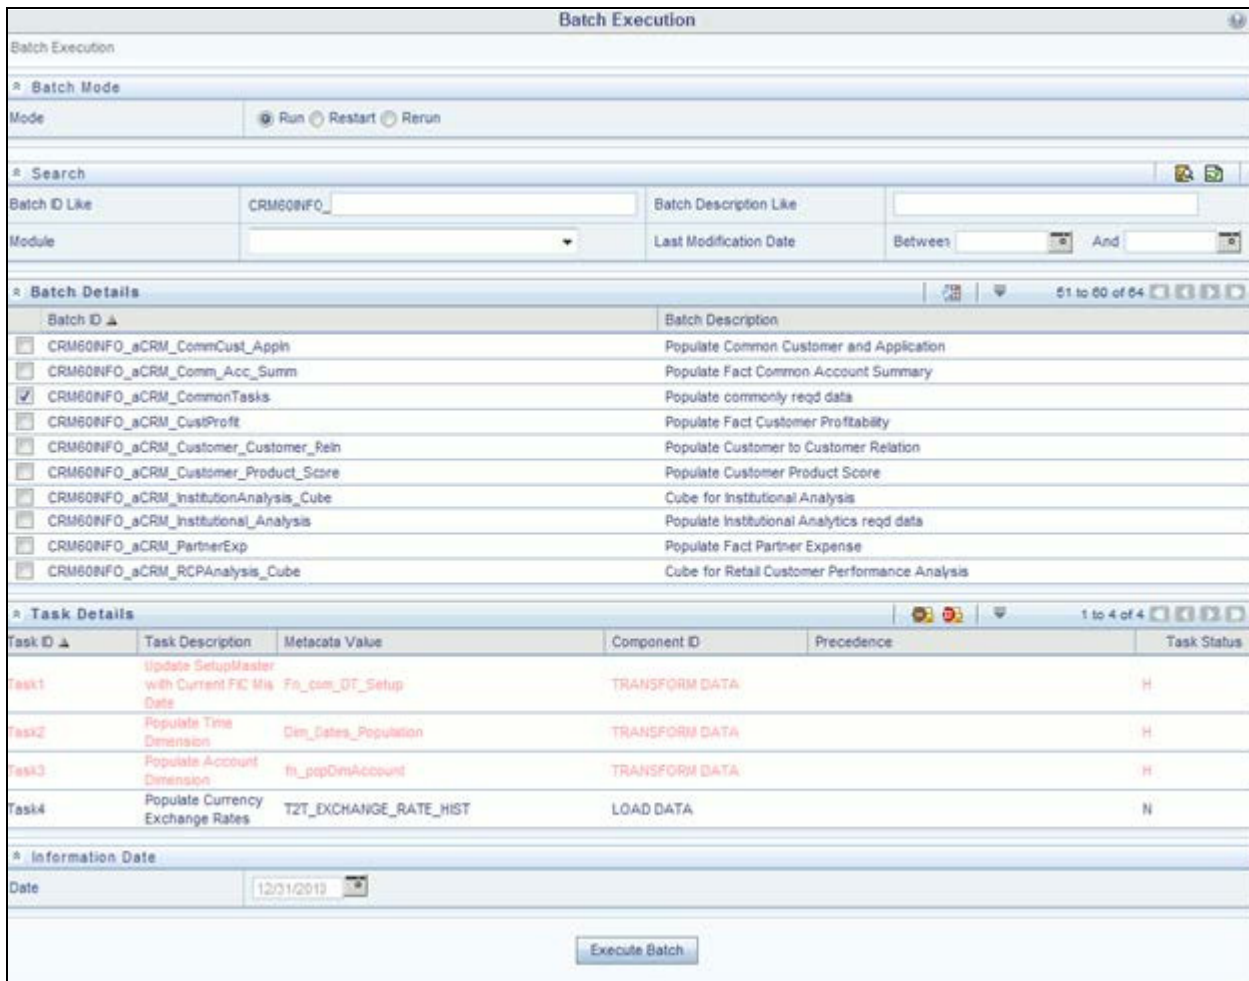 Batch Execution
Batch Execution
Batch Mode
Mode Run Restart Rerun
Search
Batch ID Like CRM60INFO_ Batch Description Like
Module Last Modification Date Between And
Batch Details 51 to 60 of 64
Batch ID Batch Description
CRM60INFO_aCRM_CommCust_Appln Populate Common Customer and Application
CRM60INFO_aCRM_Comm_Acc_Summ Populate Fact Common Account Summary
CRM60INFO_aCRM_CommonTasks Populate commonly reqd data
CRM60INFO_aCRM_CustProfit Populate Fact Customer Profitability
CRM60INFO_aCRM_Customer_Customer_Reln Populate Customer to Customer Relation
CRM60INFO_aCRM_Customer_Product_Score Populate Customer Product Score
CRM60INFO_aCRM_InstitutionAnalysis_Cube Cube for Institutional Analysis
CRM60INFO_aCRM_Institutional_Analysis Populate Institutional Analytics reqd data
CRM60INFO_aCRM_PartnerExp Populate Fact Partner Expense
CRM60INFO_aCRM_RCPAnalysis_Cube Cube for Retail Customer Performance Analysis
Task Details 1 to 4 of 4
Task ID Task Description Metacata Value Component ID Precedence Task Status
Update SetupMaster
Task1 with Current FIC Mis Fn_com_DT_Setup TRANSFORM DATA H
Date
Populate Time
Task2 Dim_Dates_Population TRANSFORM DATA H
Dimension
Populate Account
Task3 fn_popDimAccount TRANSFORM DATA H
Dimension
Populate Currency
Task4 T2T_EXCHANGE_RATE_HIST LOAD DATA N
Exchange Rates
Information Date
Date
Execute Batch